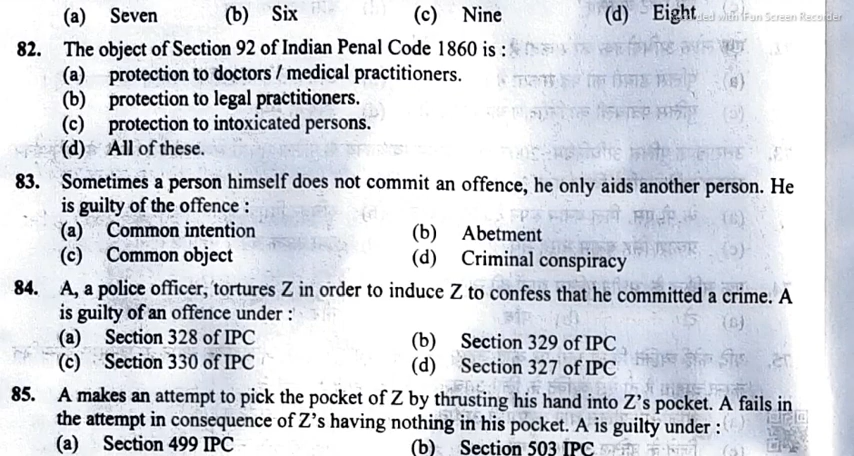 (a) Seven (b) Six (c) Nine (d) Eight
82. The object of Section 92 of Indian Penal Code 1860 is :
(a) protection to doctors / medical practitioners.
(b) protection to legal practitioners.
(c) protection to intoxicated persons.
(d) All of these.
83. Sometimes a person himself does not commit an offence, he only aids another person. He
is guilty of the offence :
(a) Common intention (b) Abetment
(c) Common object (d) Criminal conspiracy
84. A, a police officer, tortures Z in order to induce Z to confess that he committed a crime. A
is guilty of an offence under :
(a) Section 328 of IPC (b) Section 329 of IPC
(c) Section 330 of IPC (d) Section 327 of IPC
85. A makes an attempt to pick the pocket of Z by thrusting his hand into Z's pocket. A fails in
the attempt in consequence of Z's having nothing in his pocket. A is guilty under :
(a) Section 499 IPC (b) Section 503 IPC